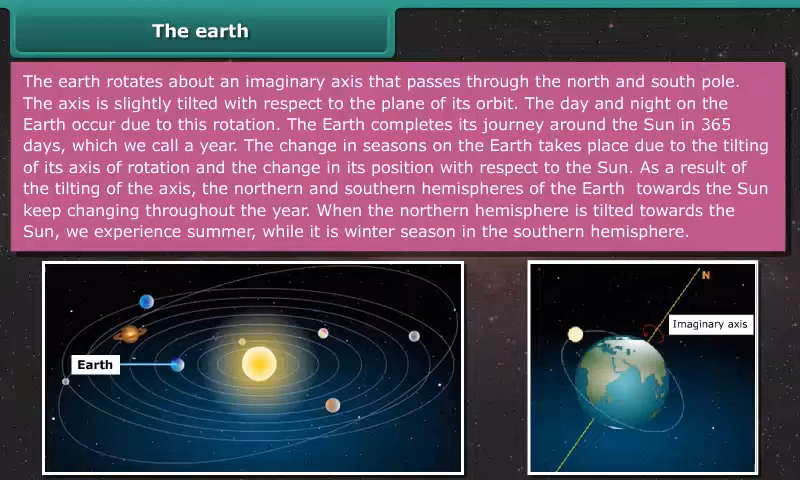 The earth
The earth rotates about an imaginary axis that passes through the north and south pole.
The axis is slightly tilted with respect to the plane of its orbit. The day and night on the
Earth occur due to this rotation. The Earth completes its journey around the Sun in 365
days, which we call a year. The change in seasons on the Earth takes place due to the tilting
of its axis of rotation and the change in its position with respect to the Sun. As a result of
the tilting of the axis, the northern and southern hemispheres of the Earth  towards the Sun
keep changing throughout the year. When the northern hemisphere is tilted towards the
Sun, we experience summer, while it is winter season in the southern hemisphere.
Earth
N
Imaginary axis